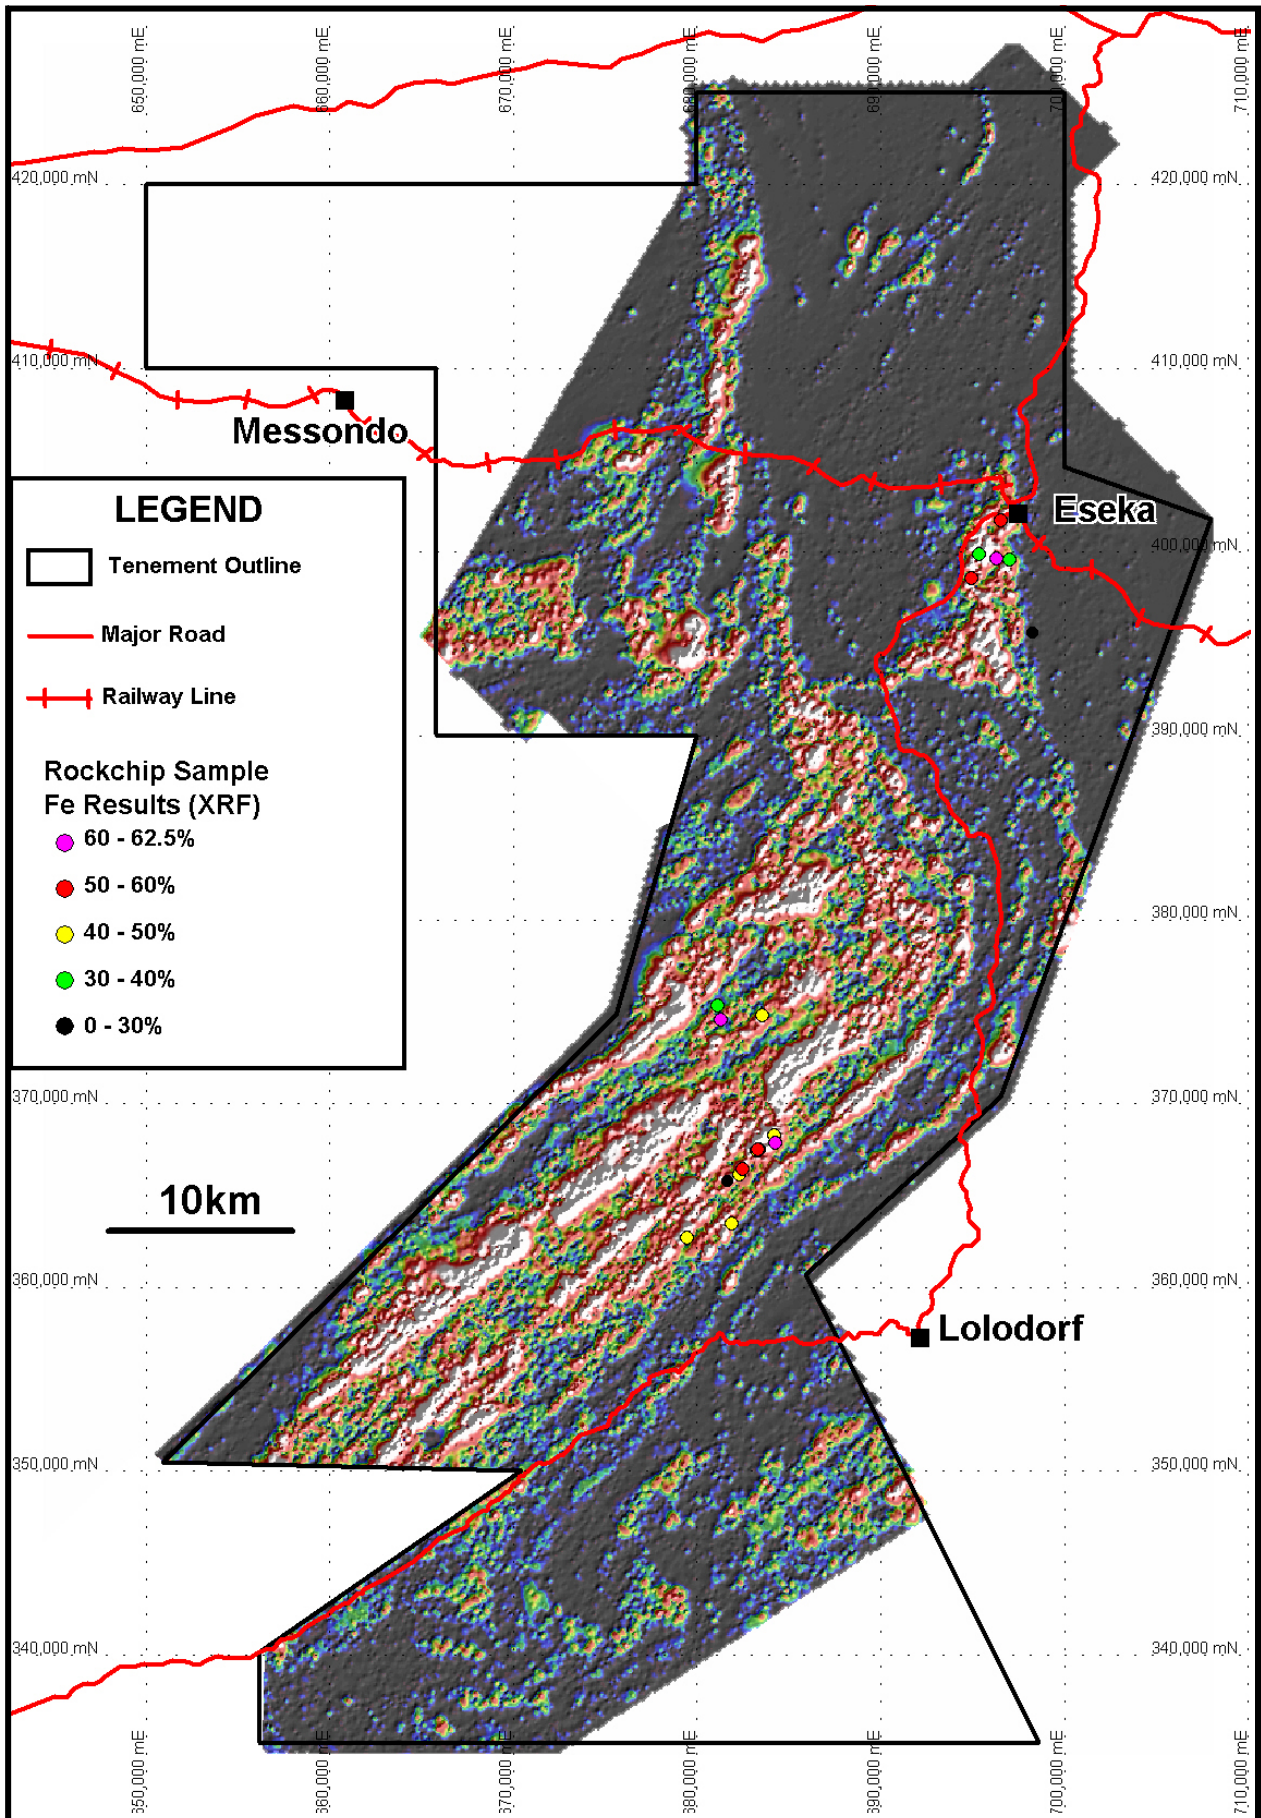 650,000 mE
660,000 mE
670,000 mE
680,000 mE
690,000 mE
700,000 mE
710,000 mE
420,000 mN
420,000 mN
410,000 mN
410,000 mN
Messondo
LEGEND
Tenement Outline
Major Road
Railway Line
Rockchip Sample
Fe Results (XRF)
60 - 62.5%
50 - 60%
40 - 50%
30 - 40%
0 - 30%
Eseka
400,000 mN
390,000 mN
380,000 mN
370,000 mN
370,000 mN
10km
360,000 mN
360,000 mN
Lolodorf
350,000 mN
350,000 mN
340,000 mN
340,000 mN
650,000 mE
660,000 mE
670,000 mE
680,000 mE
690,000 mE
700,000 mE
710,000 mE